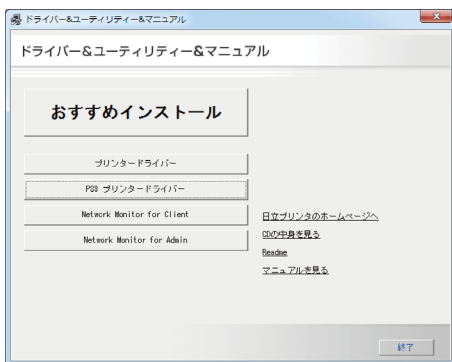 ドライバー&ユーティリティー&マニュアル
ドライバー&ユーティリティー&マニュアル
おすすめインストール
プリンタードライバー
PS3 プリンタードライバー
Network Monitor for Client
Network Monitor for Admin
日立プリンタのホームページへ
CDの中身を見る
Readme
マニュアルを見る
終了